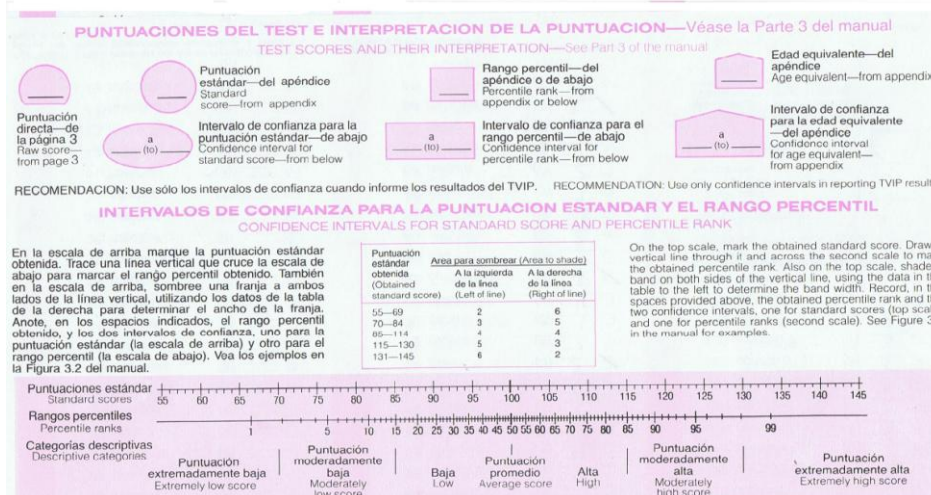 PUNTUACIONES DEL TEST E INTERPRETACION DE LA PUNTUACION—Véase la Parte 3 del manual
TEST SCORES AND THEIR INTERPRETATION—See Part 3 of the manual
Puntuación
directa—de
la página 3
Raw score—
from page 3
Puntuación
estándar—del apéndice
Standard
score—from appendix
Rango percentil—del
apéndice o de abajo
Percentile rank—from
appendix or below
Edad equivalente—del
apéndice
Age equivalent—from appendix
a
(to)
Intervalo de confianza para la
puntuación estándar—de abajo
Confidence interval for
standard score—from below
a
(to)
Intervalo de confianza para el
rango percentil—de abajo
Confidence interval for
percentile rank—from below
a
(to)
Intervalo de confianza
para la edad equivalente
—del apéndice
Confidence interval
for age equivalent—
from appendix
RECOMENDACION: Use sólo los intervalos de confianza cuando informe los resultados del TVIP. RECOMMENDATION: Use only confidence intervals in reporting TVIP result
INTERVALOS DE CONFIANZA PARA LA PUNTUACION ESTANDAR Y EL RANGO PERCENTIL
CONFIDENCE INTERVALS FOR STANDARD SCORE AND PERCENTILE RANK
En la escala de arriba marque la puntuación estándar
obtenida. Trace una línea vertical que cruce la escala de
abajo para marcar el rango percentil obtenido. También
en la escala de arriba, sombree una franja a ambos
lados de la línea vertical, utilizando los datos de la tabla
de la derecha para determinar el ancho de la franja.
Anote, en los espacios indicados, el rango percentil
obtenido, y los dos intervalos de confianza, uno para la
puntuación estándar (la escala de arriba) y otro para el
rango percentil (la escala de abajo). Vea los ejemplos en
la Figura 3.2 del manual.
Puntuación
estándar
obtenida
(Obtained
standard score)
Area para sombrear (Area to shade)
A la izquierda
de la línea
(Left of line)
A la derecha
de la línea
(Right of line)
55—69 2 6
70—84 3 5
85—114 4 4
115—130 5 3
131—145 6 2
On the top scale, mark the obtained standard score. Draw
vertical line through it and across the second scale to ma
the obtained percentile rank. Also on the top scale, shade
band on both sides of the vertical line, using the data in th
table to the left to determine the band width. Record, in th
spaces provided above, the obtained percentile rank and t
two confidence intervals, one for standard scores (top scal
and one for percentile ranks (second scale). See Figure 3.
in the manual for examples.
Puntuaciones estándar
Standard scores
55 60 65 70 75 80 85 90 95 100 105 110 115 120 125 130 135 140 145
Rangos percentiles
Percentile ranks
1 5 10 15 20 25 30 35 40 45 50 55 60 65 70 75 80 85 90 95 99
Categorías descriptivas
Descriptive categories
Puntuación
extremadamente baja
Extremely low score
Puntuación
moderadamente
baja
Moderately
low score
Baja
Low
Puntuación
promedio
Average score
Alta
High
Puntuación
moderadamente
alta
Moderately
high score
Puntuación
extremadamente alta
Extremely high score